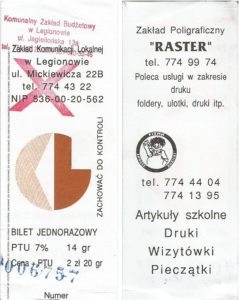 Komunalny Zakład Budżetowy
w Legionowie
ul. Jagiellońska 13A
Zakład Komunikacji Lokalnej
w Legionowie
ul. Mickiewicza 22B
tel. 774 43 22
NIP 536-00-20-562
ZACHOWAĆ DO KONTROLI
BILET JEDNORAZOWY
PTU 7% 14 gr
Cena + PTU 2 zł 20 gr
006757
Numer
Zakład Poligraficzny
"RASTER"
tel. 774 99 74
Poleca usługi w zakresie
druku
foldery, ulotki, druki itp.
tel. 774 44 04
774 13 95
Artykuły szkolne
Druki
Wizytówki
Pieczątki